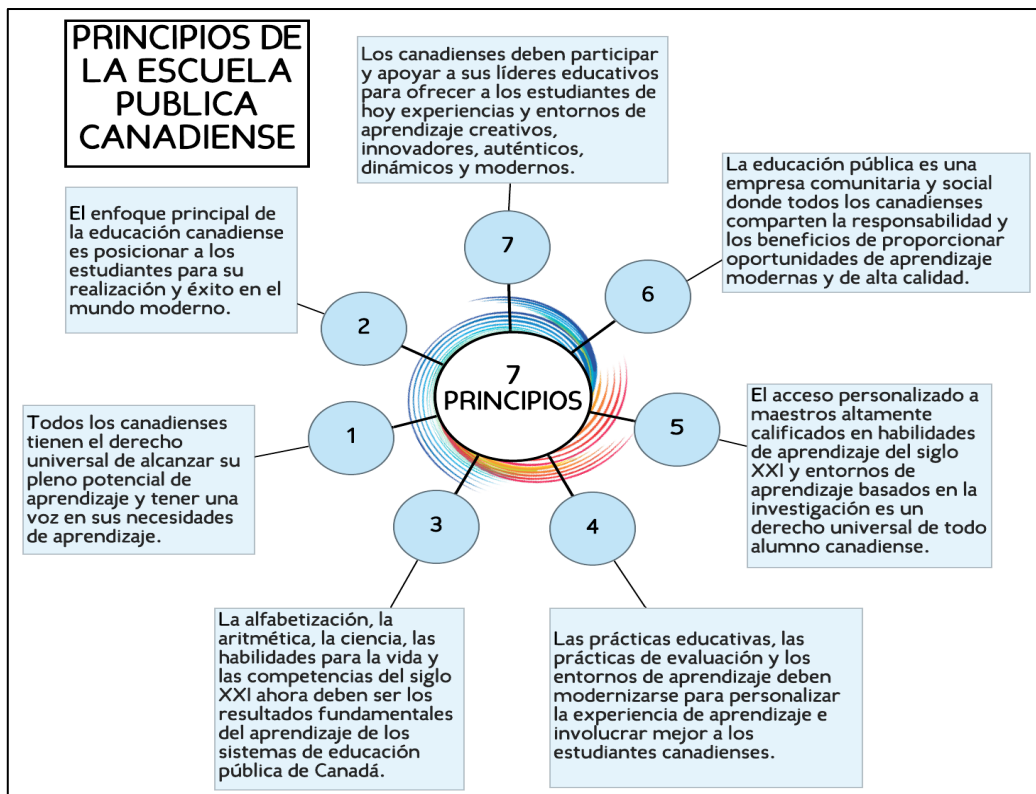 PRINCIPIOS DE
LA ESCUELA
PUBLICA
CANADIENSE
7
PRINCIPIOS
1
Todos los canadienses
tienen el derecho
universal de alcanzar su
pleno potencial de
aprendizaje y tener una
voz en sus necesidades
de aprendizaje.
2
El enfoque principal de
la educación canadiense
es posicionar a los
estudiantes para su
realización y éxito en el
mundo moderno.
3
La alfabetización, la
aritmética, la ciencia, las
habilidades para la vida y
las competencias del siglo
XXI ahora deben ser los
resultados fundamentales
del aprendizaje de los
sistemas de educación
pública de Canadá.
4
Las prácticas educativas, las
prácticas de evaluación y los
entornos de aprendizaje deben
modernizarse para personalizar
la experiencia de aprendizaje e
involucrar mejor a los
estudiantes canadienses.
5
El acceso personalizado a
maestros altamente
calificados en habilidades
de aprendizaje del siglo
XXI y entornos de
aprendizaje basados en la
investigación es un
derecho universal de todo
alumno canadiense.
6
La educación pública es una
empresa comunitaria y social
donde todos los canadienses
comparten la responsabilidad y
los beneficios de proporcionar
oportunidades de aprendizaje
modernas y de alta calidad.
7
Los canadienses deben participar
y apoyar a sus líderes educativos
para ofrecer a los estudiantes de
hoy experiencias y entornos de
aprendizaje creativos,
innovadores, auténticos,
dinámicos y modernos.